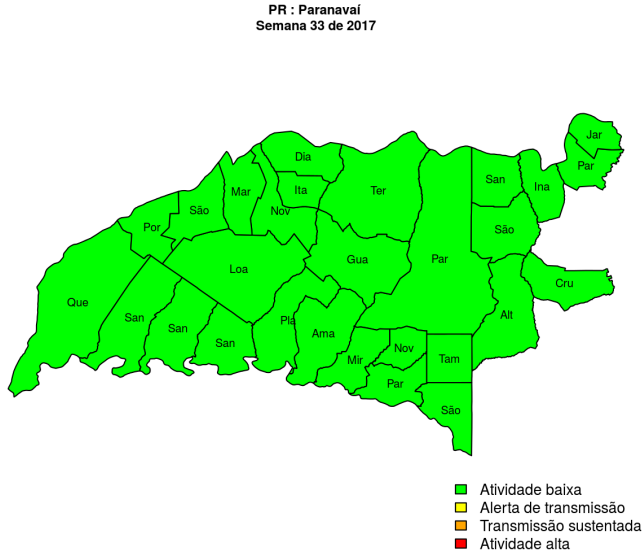 PR : Paranavaí
Semana 33 de 2017
Jar
Par
Dia
Ita
Mar
Ter
San
Ina
São
Nov
Por
São
Loa
Gua
Par
Cru
Que
San
San
San
Pla
Ama
Alt
Mir
Nov
Tam
Par
São
Atividade baixa
Alerta de transmissão
Transmissão sustentada
Atividade alta